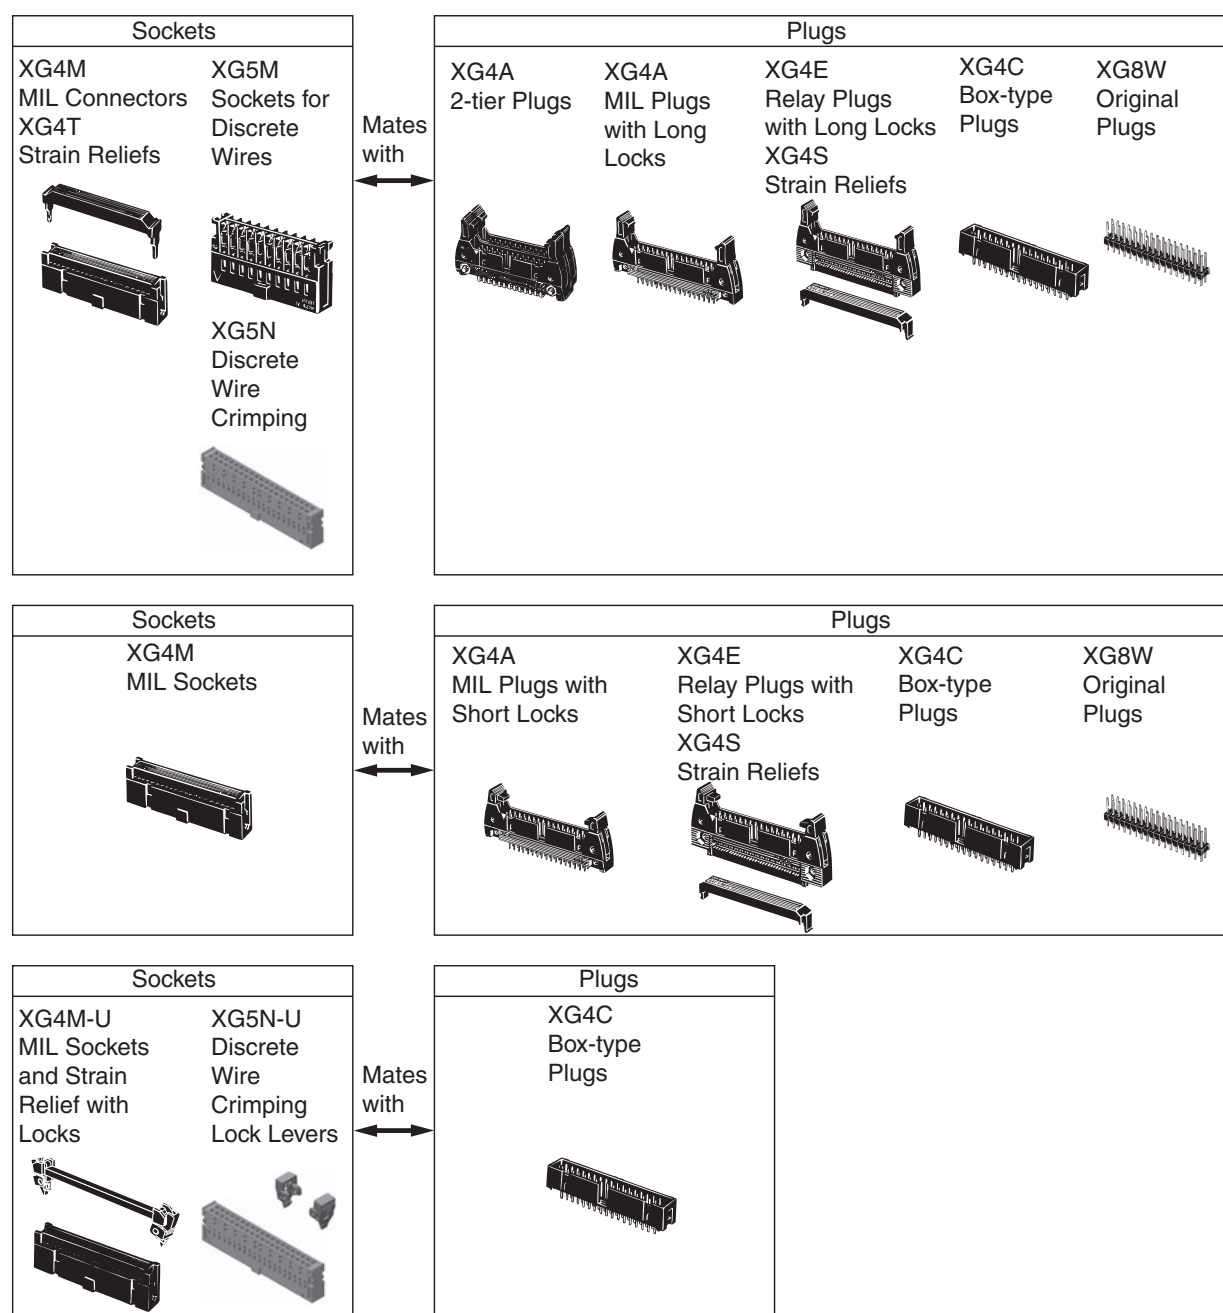 Sockets
XG4M
MIL Connectors
XG4T
Strain Reliefs
XG5M
Sockets for
Discrete
Wires
XG5N
Discrete
Wire
Crimping
Mates
with
Plugs
XG4A
2-tier Plugs
XG4A
MIL Plugs
with Long
Locks
XG4E
Relay Plugs
with Long Locks
XG4S
Strain Reliefs
XG4C
Box-type
Plugs
XG8W
Original
Plugs
Sockets
XG4M
MIL Sockets
Mates
with
Plugs
XG4A
MIL Plugs with
Short Locks
XG4E
Relay Plugs with
Short Locks
XG4S
Strain Reliefs
XG4C
Box-type
Plugs
XG8W
Original
Plugs
Sockets
XG4M-U
MIL Sockets
and Strain
Relief with
Locks
XG5N-U
Discrete
Wire
Crimping
Lock Levers
Mates
with
Plugs
XG4C
Box-type
Plugs